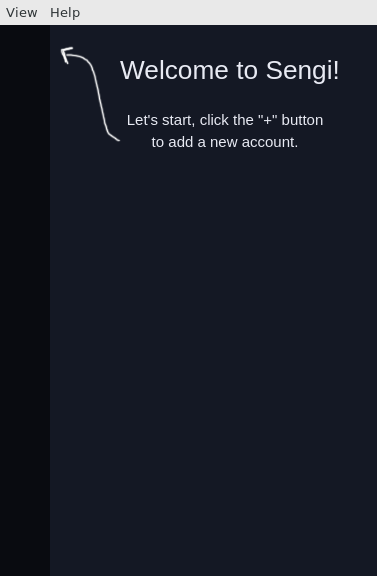 View Help
Welcome to Sengi!
Let's start, click the "+" button
to add a new account.